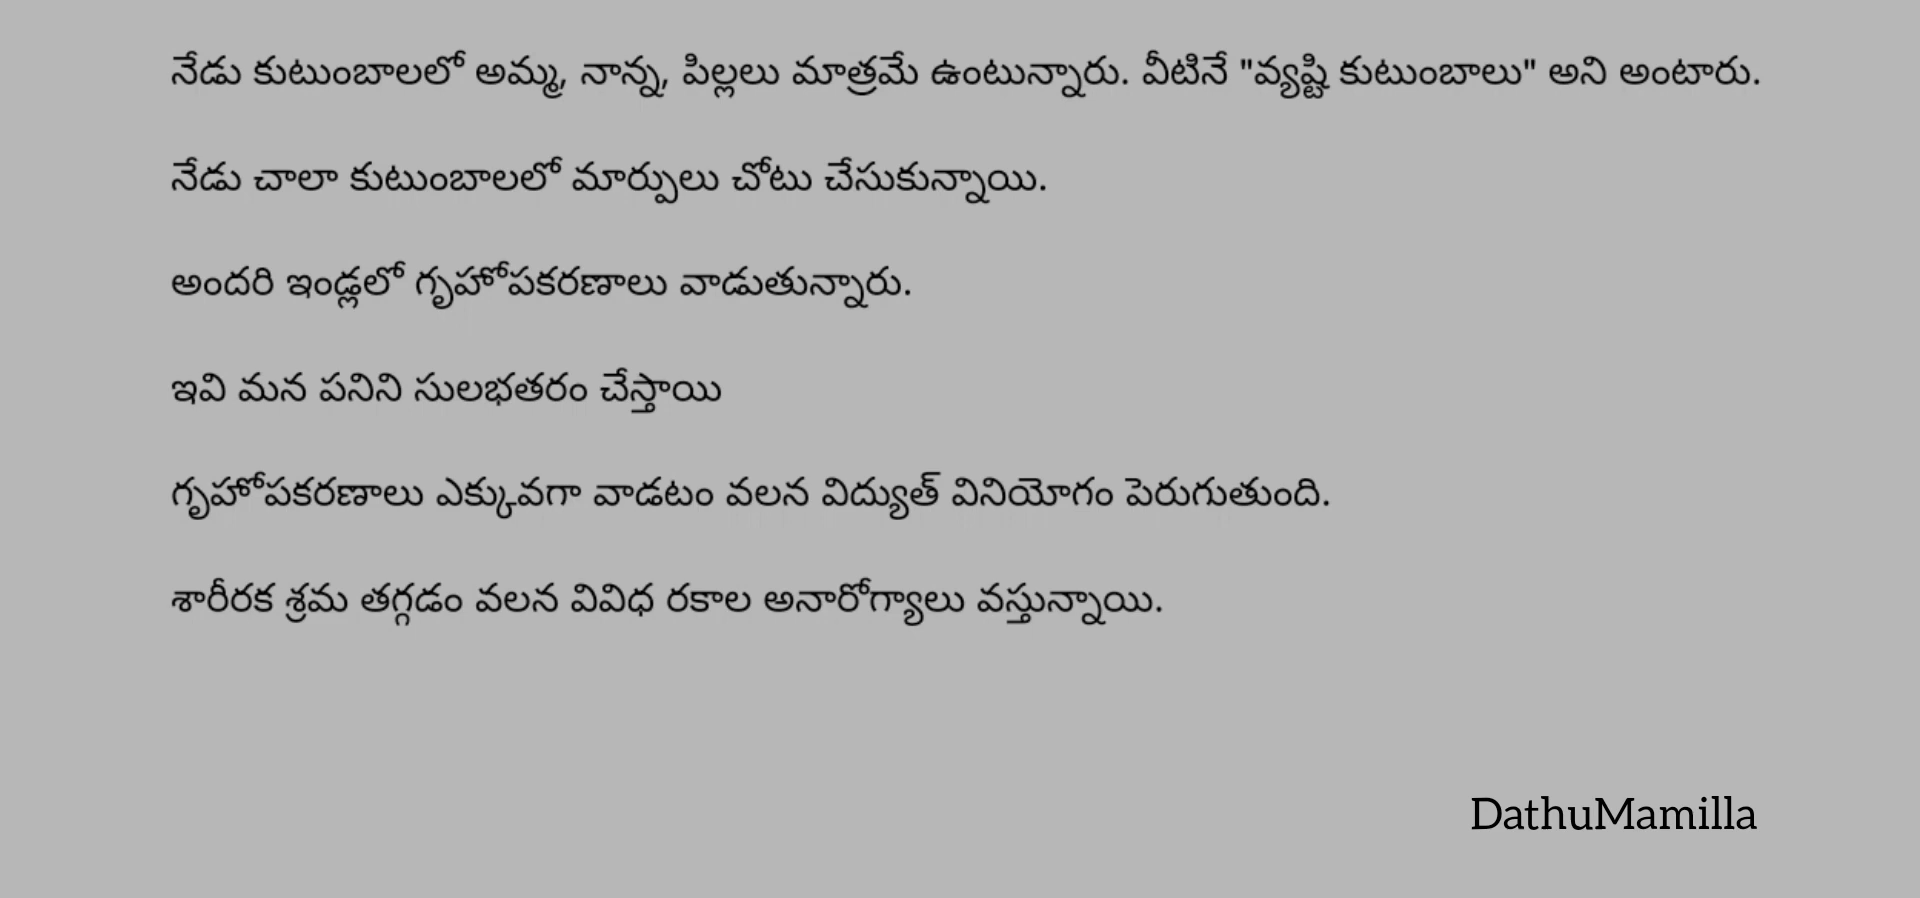 నేడు కుటుంబాలలో అమ్మ, నాన్న, పిల్లలు మాత్రమే ఉంటున్నారు. వీటినే "వ్యష్టి కుటుంబాలు" అని అంటారు.
నేడు చాలా కుటుంబాలలో మార్పులు చోటు చేసుకున్నాయి.
అందరి ఇండ్లలో గృహోపకరణాలు వాడుతున్నారు.
ఇవి మన పనిని సులభతరం చేస్తాయి
గృహోపకరణాలు ఎక్కువగా వాడటం వలన విద్యుత్ వినియోగం పెరుగుతుంది.
శారీరక శ్రమ తగ్గడం వలన వివిధ రకాల అనారోగ్యాలు వస్తున్నాయి.
DathuMamilla